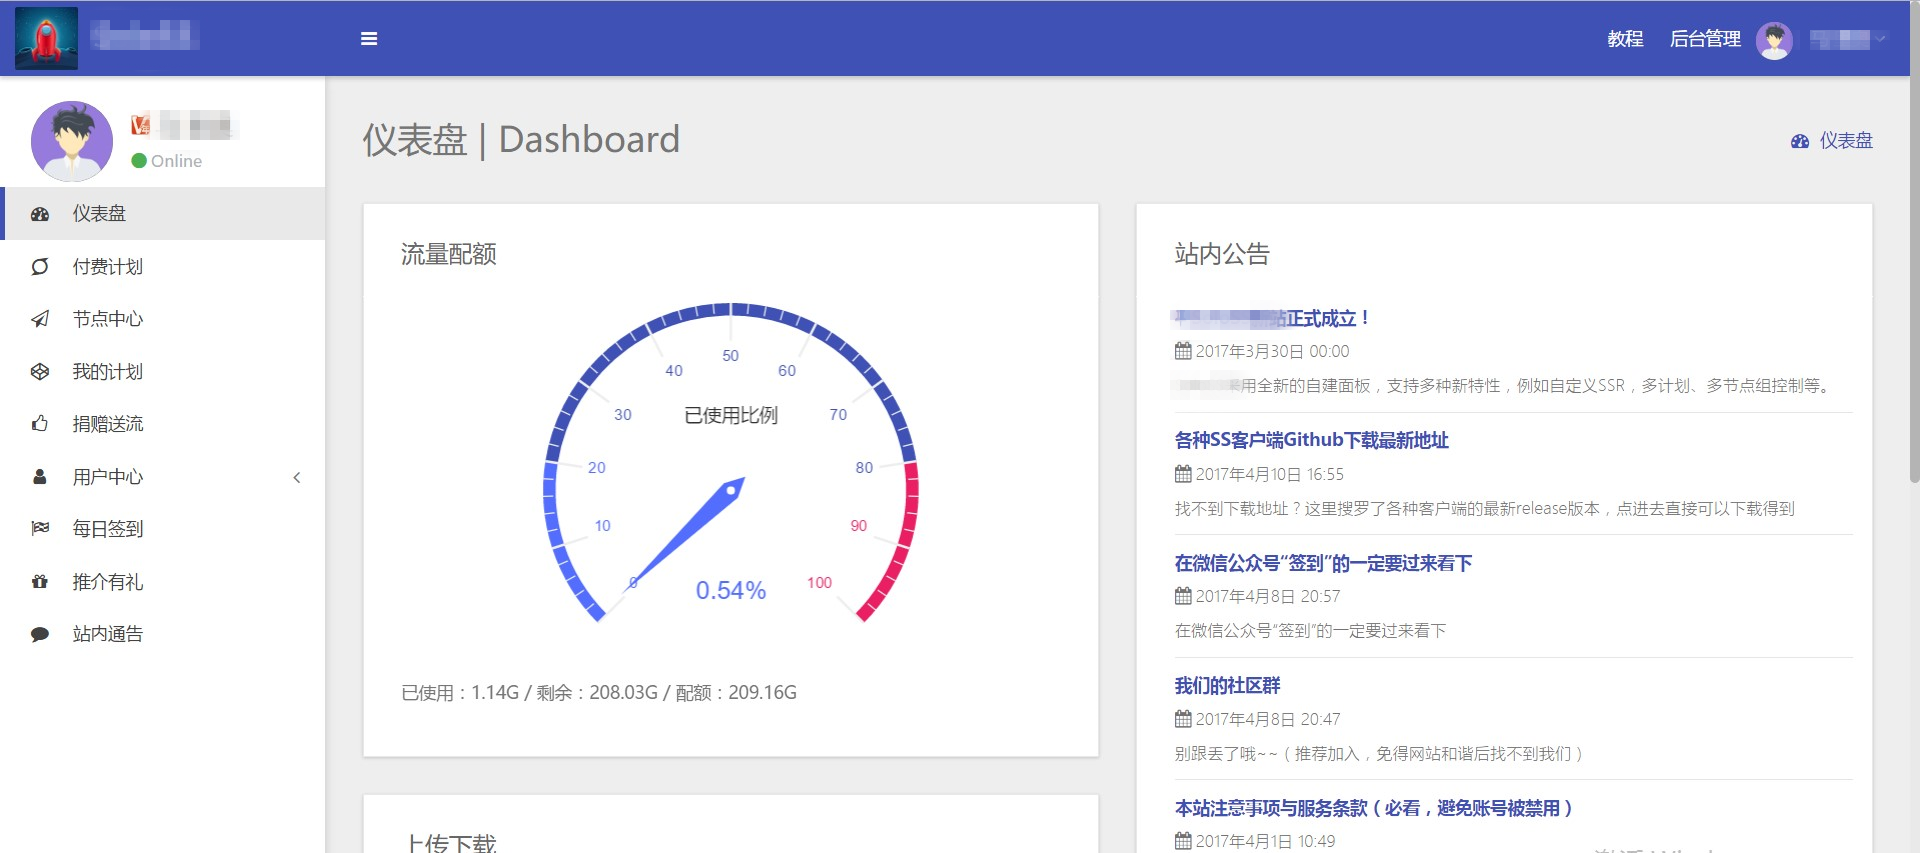 教程
后台管理
Online
仪表盘
付费计划
节点中心
我的计划
捐赠送流
用户中心
每日签到
推介有礼
站内通告
仪表盘 | Dashboard
仪表盘
流量配额
0
10
20
30
40
50
60
70
80
90
100
已使用比例
0.54%
已使用：1.14G / 剩余：208.03G / 配额：209.16G
上传下载
站内公告
站正式成立！
2017年3月30日 00:00
用全新的自建面板，支持多种新特性，例如自定义SSR，多计划、多节点组控制等。
各种SS客户端Github下载最新地址
2017年4月10日 16:55
找不到下载地址？这里搜罗了各种客户端的最新release版本，点进去直接可以下载得到
在微信公众号“签到”的一定要过来看下
2017年4月8日 20:57
在微信公众号“签到”的一定要过来看下
我们的社区群
2017年4月8日 20:47
别跟丢了哦~~（推荐加入，免得网站和谐后找不到我们）
本站注意事项与服务条款（必看，避免账号被禁用）
2017年4月1日 10:49